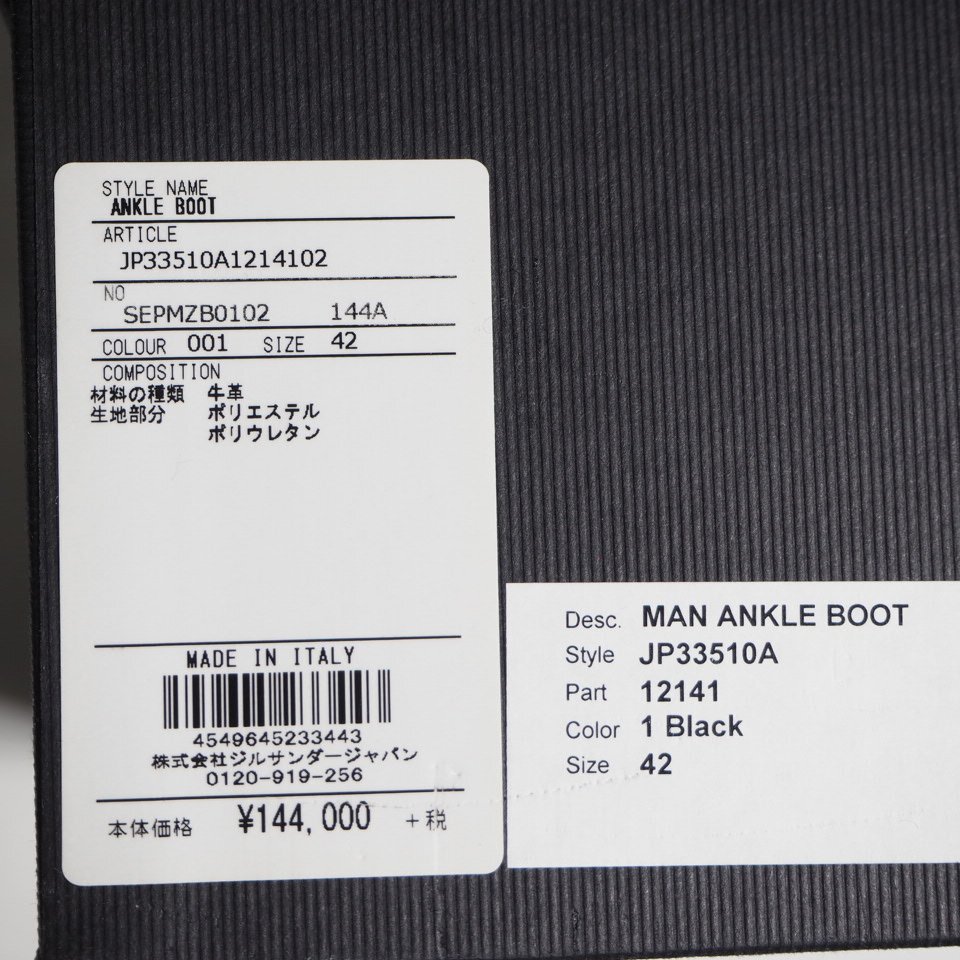 STYLE NAME
ANKLE BOOT
ARTICLE
JP33510A1214102
NO
SEPMZB0102 144A
COLOUR 001 SIZE 42
COMPOSITION
材料の種類 牛革
生地部分 ポリエステル
ポリウレタン
MADE IN ITALY
4549645233443
株式会社ジルサンダージャパン
0120-919-256
本体価格 ¥144,000 +税
Desc. MAN ANKLE BOOT
Style JP33510A
Part 12141
Color 1 Black
Size 42